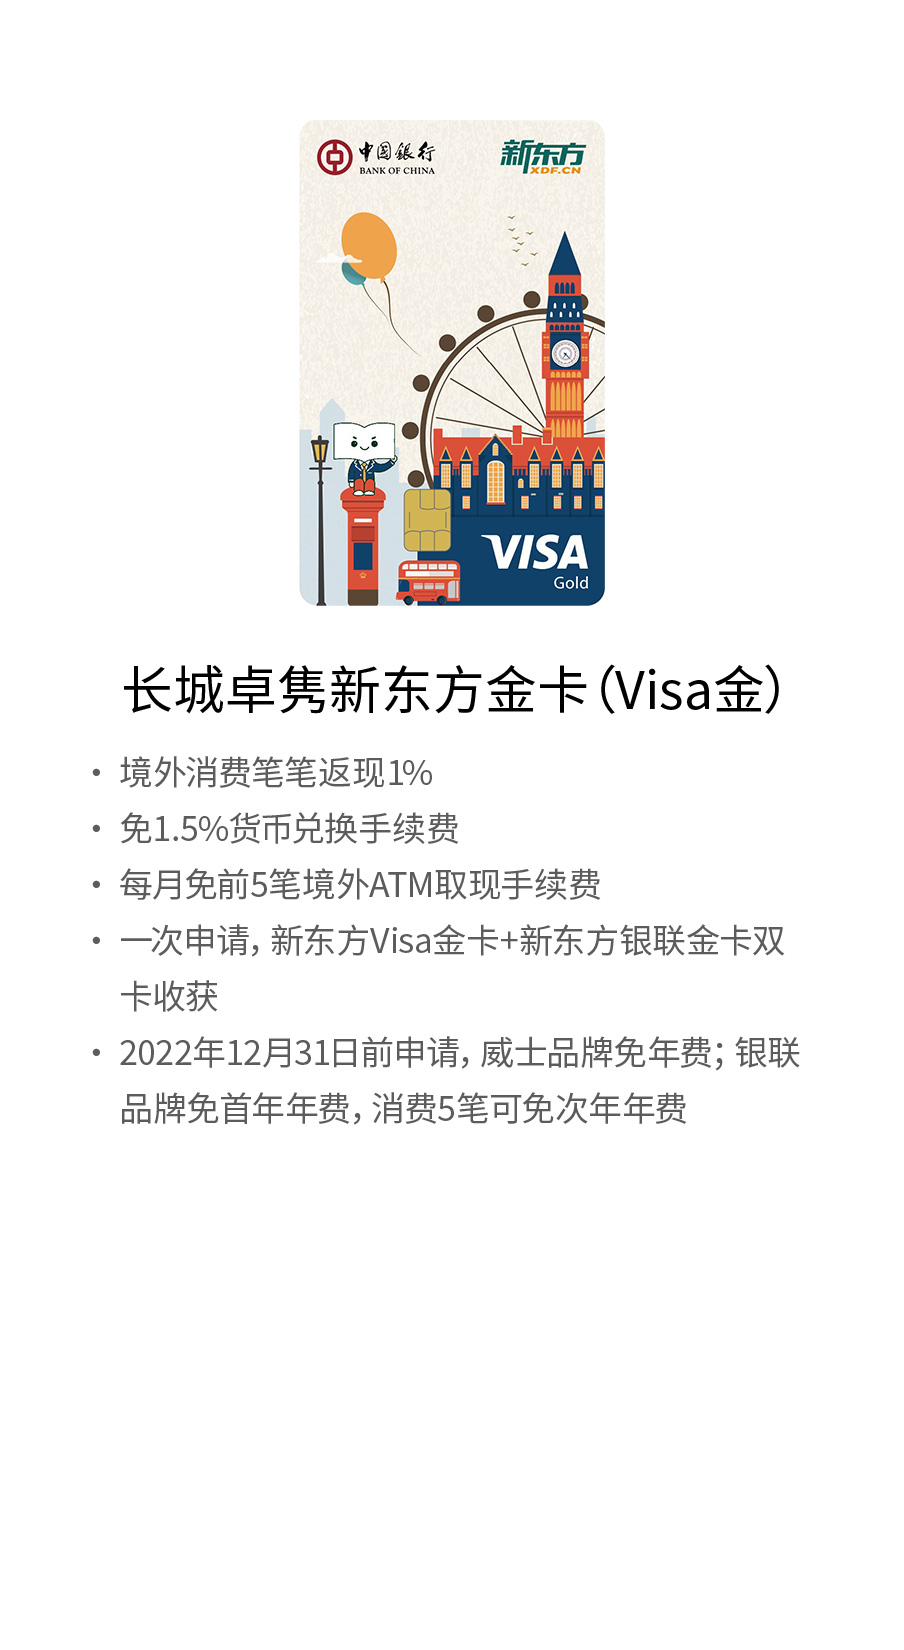 中国银行
BANK OF CHINA
新东方
XDF.CN
VISA
Gold
长城卓隽新东方金卡（Visa金）
· 境外消费笔笔返现1%
· 免1.5%货币兑换手续费
· 每月免前5笔境外ATM取现手续费
· 一次申请，新东方Visa金卡+新东方银联金卡双
卡收获
· 2022年12月31日前申请，威士品牌免年费；银联
品牌免首年年费，消费5笔可免次年年费